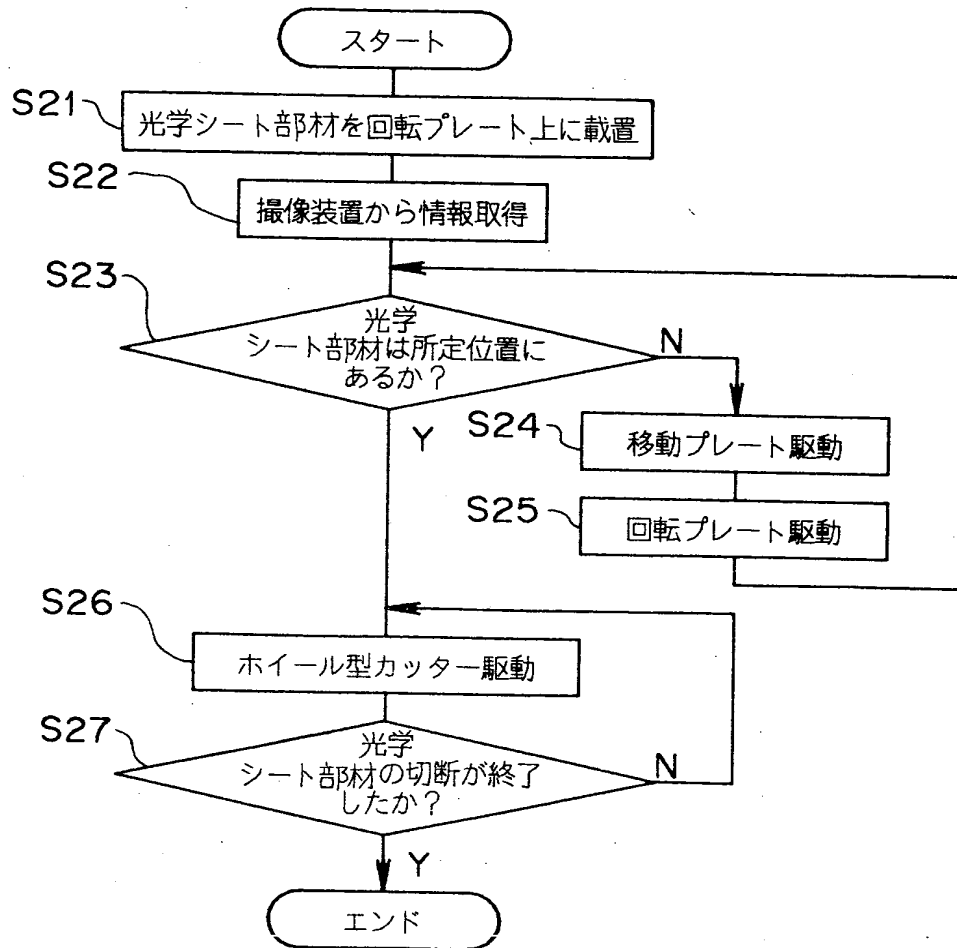 スタート
S21
光学シート部材を回転プレート上に載置
S22
撮像装置から情報取得
S23
光学
シート部材は所定位置に
あるか?
N
Y
S24
移動プレート駆動
S25
回転プレート駆動
S26
ホイール型カッター駆動
S27
光学
シート部材の切断が終了
したか?
N
Y
エンド